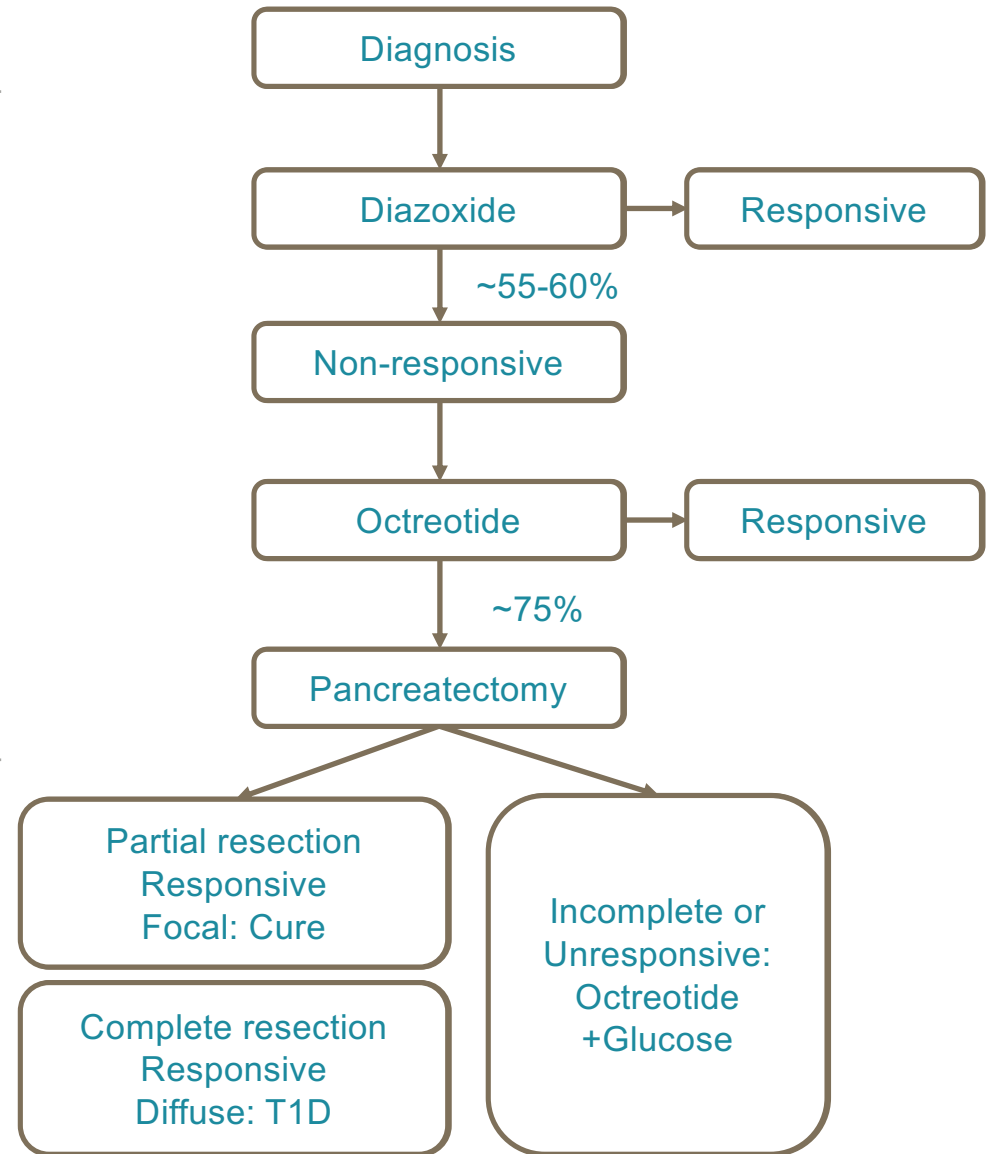 Diagnosis
Diazoxide
Responsive
~55-60%
Non-responsive
Octreotide
Responsive
~75%
Pancreatectomy
Partial resection
Responsive
Focal: Cure
Complete resection
Responsive
Diffuse: T1D
Incomplete or
Unresponsive:
Octreotide
+Glucose